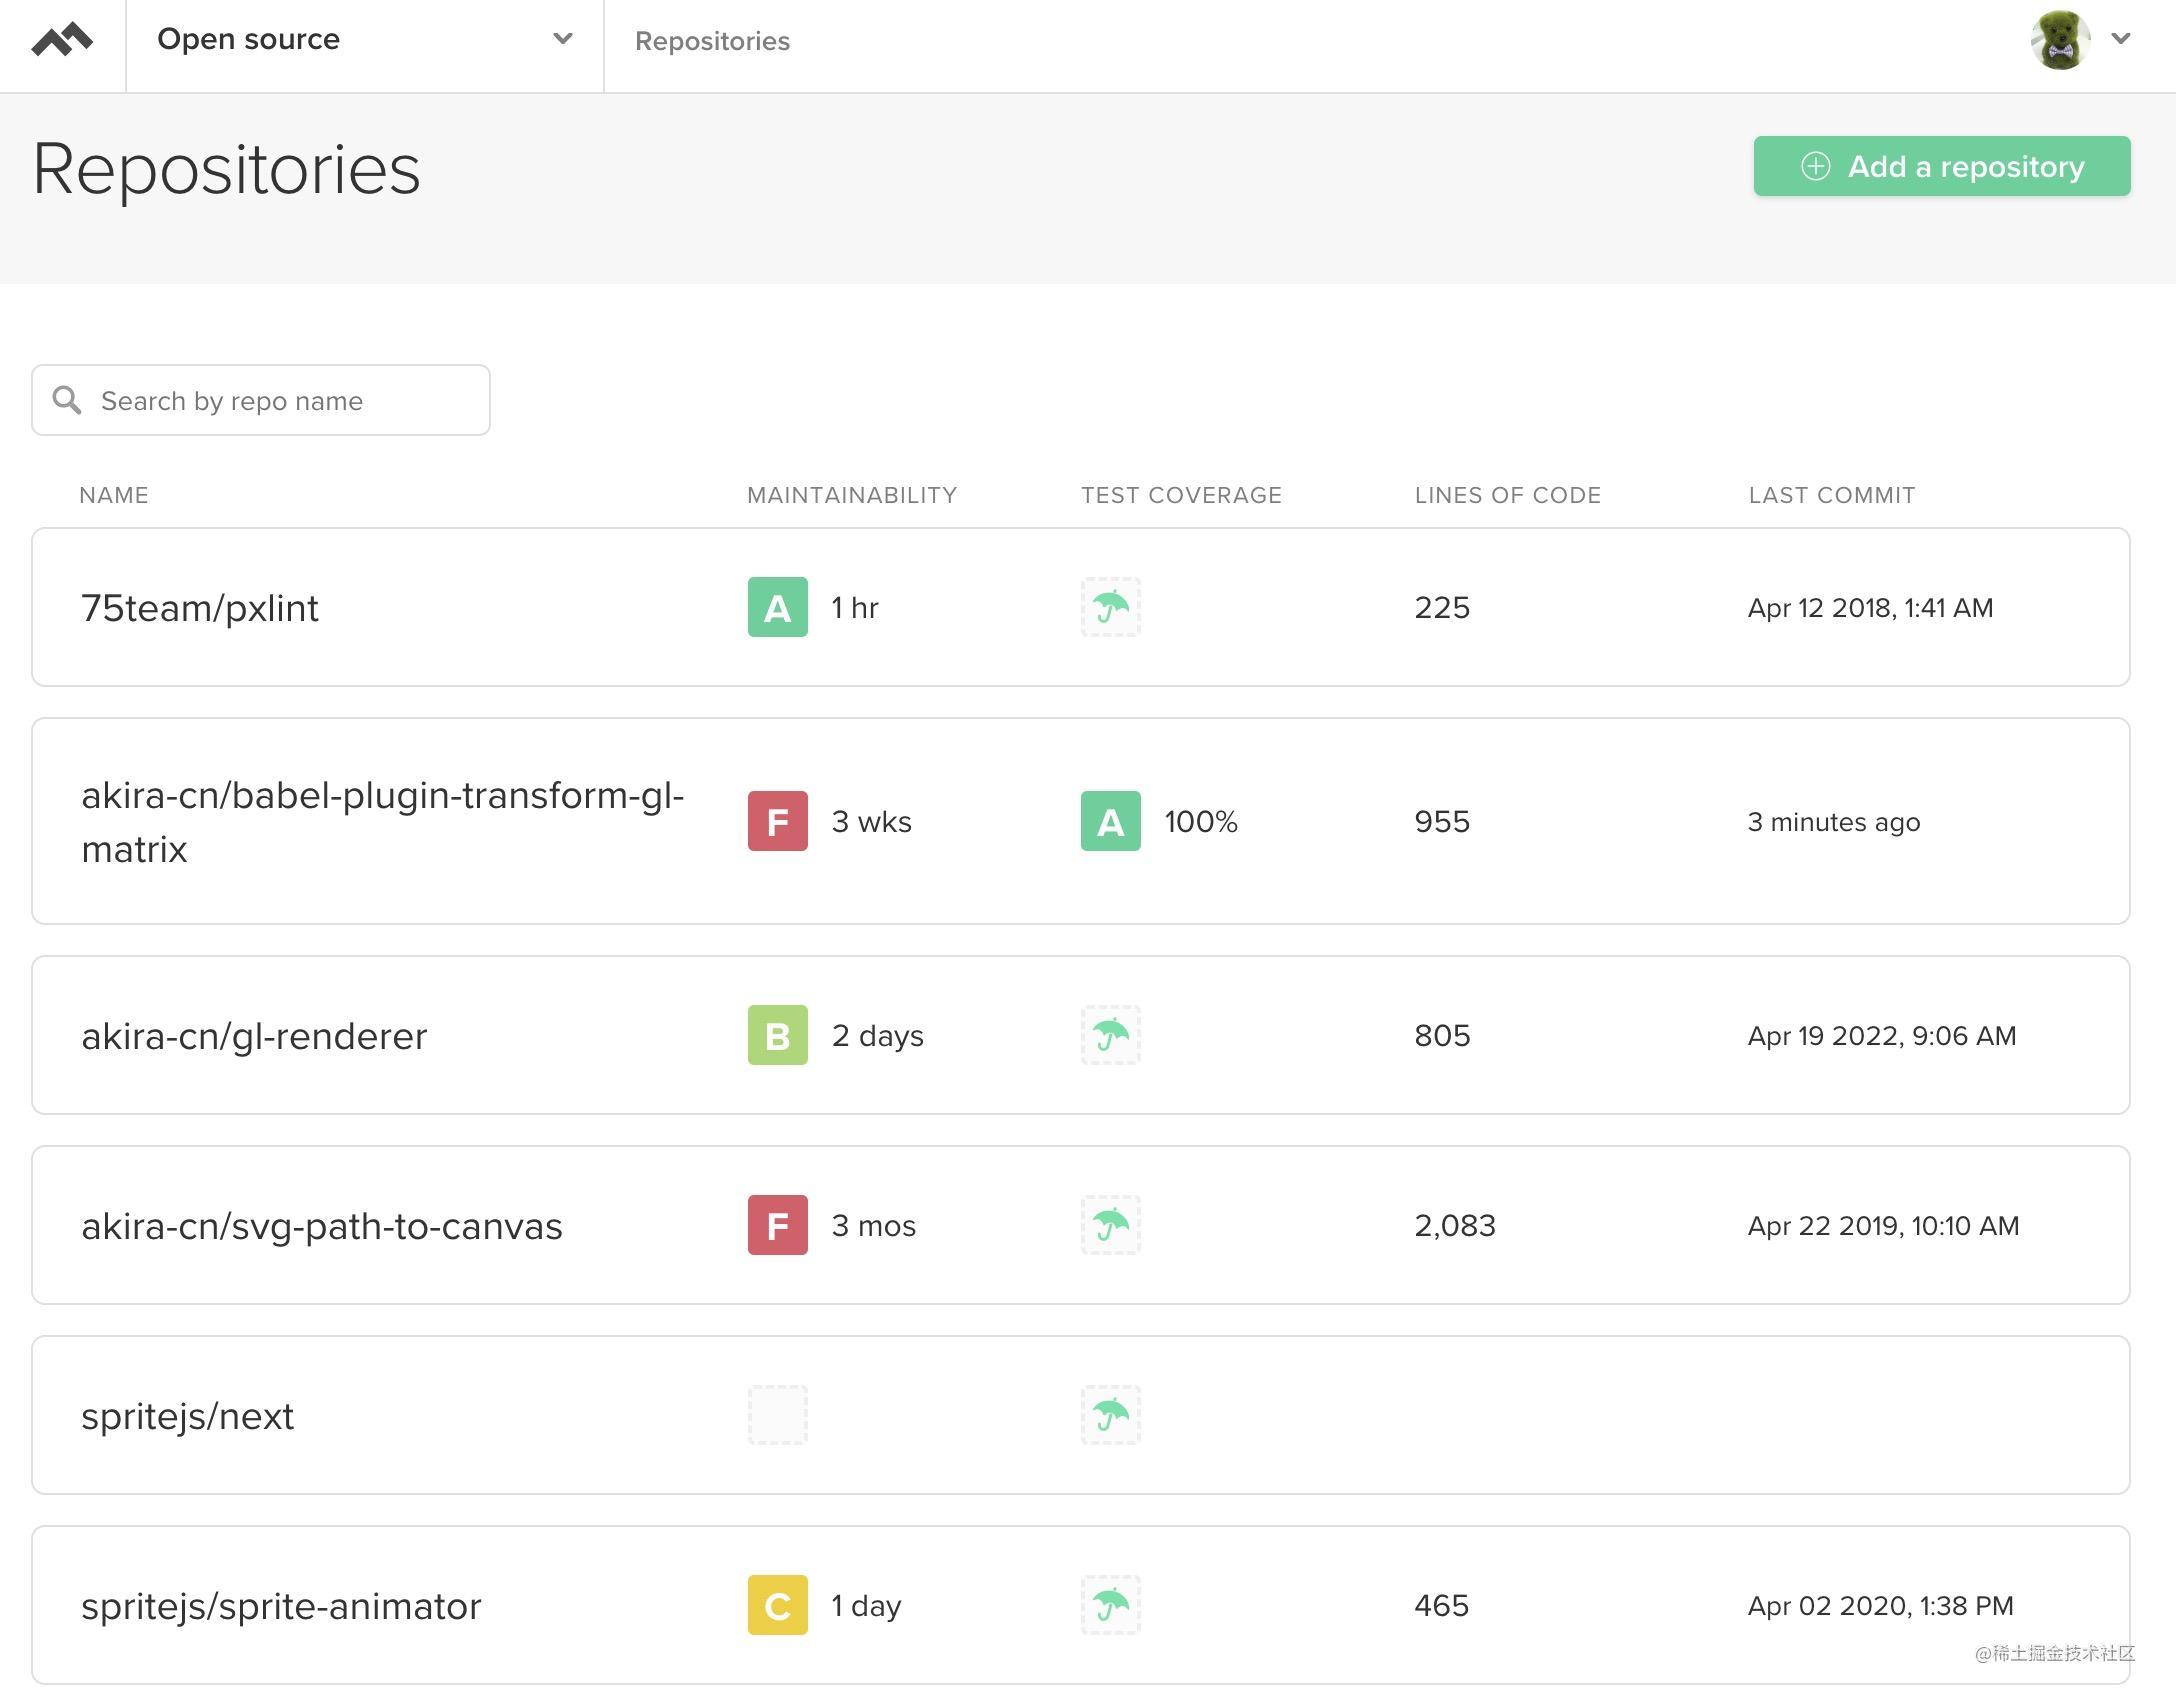 Open source
Repositories
Repositories
Add a repository
Search by repo name
NAME MAINTAINABILITY TEST COVERAGE LINES OF CODE LAST COMMIT
75team/pxlint A 1 hr 225 Apr 12 2018, 1:41 AM
akira-cn/babel-plugin-transform-gl-
matrix F 3 wks A 100% 955 3 minutes ago
akira-cn/gl-renderer B 2 days 805 Apr 19 2022, 9:06 AM
akira-cn/svg-path-to-canvas F 3 mos 2,083 Apr 22 2019, 10:10 AM
spritejs/next
spritejs/sprite-animator C 1 day 465 Apr 02 2020, 1:38 PM
@稀土掘金技术社区